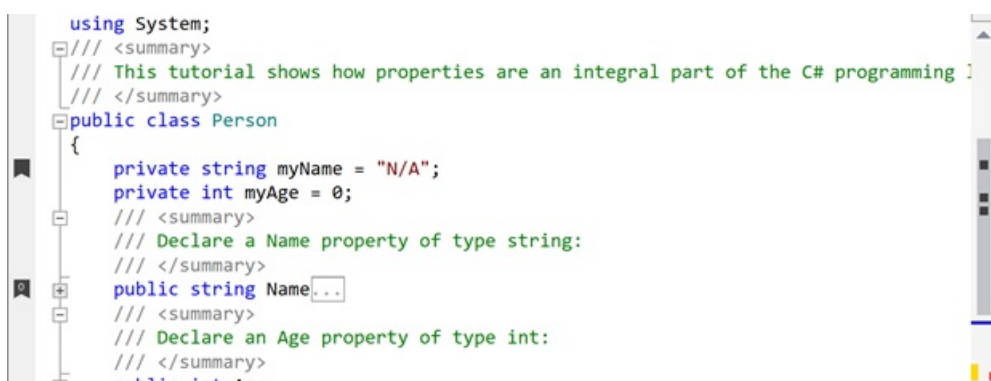 using System;
/// <summary>
/// This tutorial shows how properties are an integral part of the C# programming
/// </summary>
public class Person
{
private string myName = "N/A";
private int myAge = 0;
/// <summary>
/// Declare a Name property of type string:
/// </summary>
public string Name...
/// <summary>
/// Declare an Age property of type int:
/// </summary>